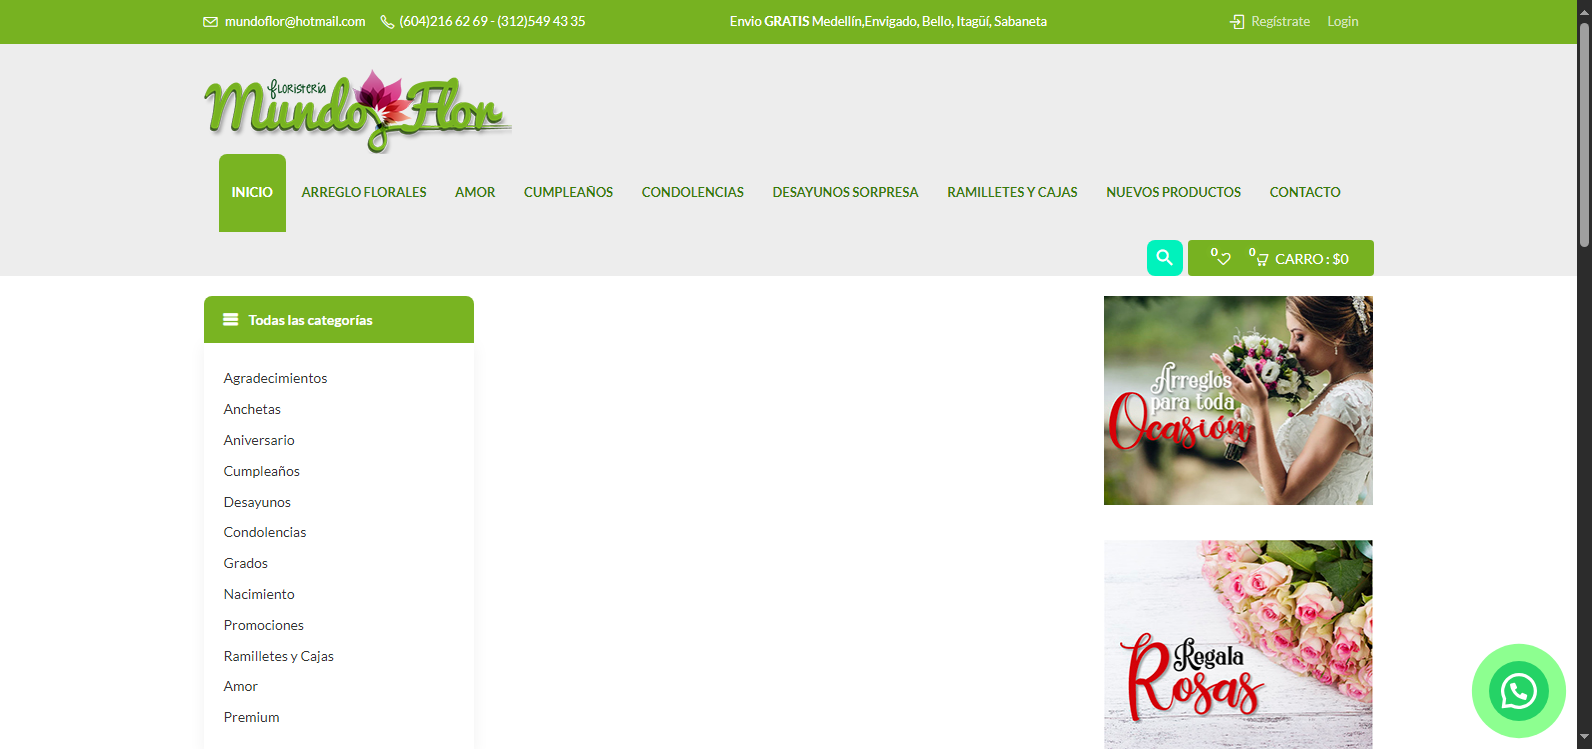 mundoflor@hotmail.com
(604)216 62 69 - (312)549 43 35
Envio GRATIS Medellín,Envigado, Bello, Itagüí, Sabaneta
Regístrate
Login
floristeria
Mundo Flor
INICIO
ARREGLO FLORALES
AMOR
CUMPLEAÑOS
CONDOLENCIAS
DESAYUNOS SORPRESA
RAMILLETES Y CAJAS
NUEVOS PRODUCTOS
CONTACTO
0
0
CARRO : $0
Todas las categorías
Agradecimientos
Anchetas
Aniversario
Cumpleaños
Desayunos
Condolencias
Grados
Nacimiento
Promociones
Ramilletes y Cajas
Amor
Premium
Arreglos
para toda
Ocasión
Regala
Rosas